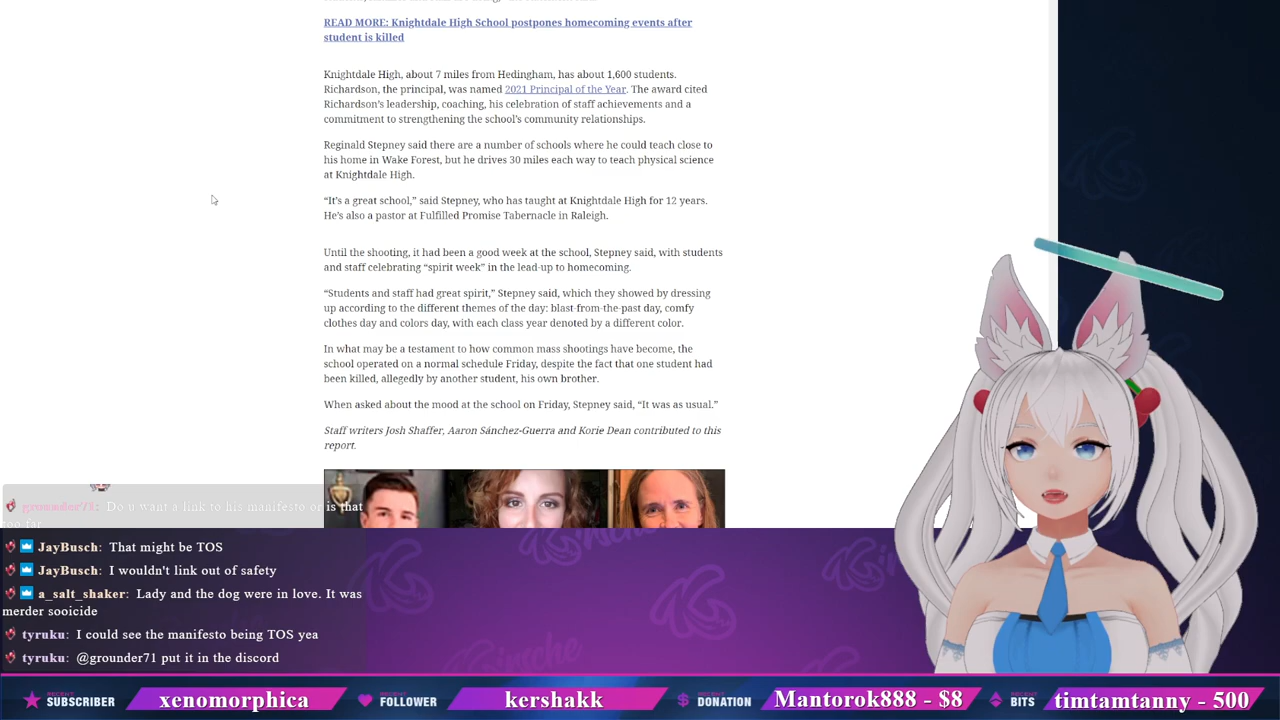 READ MORE: Knightdale High School postpones homecoming events after
student is killed
Knightdale High, about 7 miles from Hedingham, has about 1,600 students.
Richardson, the principal, was named 2021 Principal of the Year. The award cited
Richardson's leadership, coaching, his celebration of staff achievements and a
commitment to strengthening the school's community relationships.
Reginald Stepney said there are a number of schools where he could teach close to
his home in Wake Forest, but he drives 30 miles each way to teach physical science
at Knightdale High.
“It's a great school,” said Stepney, who has taught at Knightdale High for 12 years.
He's also a pastor at Fulfilled Promise Tabernacle in Raleigh.
Until the shooting, it had been a good week at the school, Stepney said, with students
and staff celebrating “spirit week” in the lead-up to homecoming.
“Students and staff had great spirit,” Stepney said, which they showed by dressing
up according to the different themes of the day: blast-from-the-past day, comfy
clothes day and colors day, with each class year denoted by a different color.
In what may be a testament to how common mass shootings have become, the
school operated on a normal schedule Friday, despite the fact that one student had
been killed, allegedly by another student, his own brother.
When asked about the mood at the school on Friday, Stepney said, “It was as usual.”
Staff writers Josh Shaffer, Aaron Sánchez-Guerra and Korie Dean contributed to this
report.
grounder71: Do u want a link to his manifesto or is that
too far
JayBusch: That might be TOS
JayBusch: I wouldn't link out of safety
a_salt_shaker: Lady and the dog were in love. It was
merder sooicide
tyruku: I could see the manifesto being TOS yea
tyruku: @grounder71 put it in the discord
RECENT SUBSCRIBER xenomorphica RECENT FOLLOWER kershakk RECENT DONATION Mantorok888 - $8 RECENT BITS timtamtanny - 500